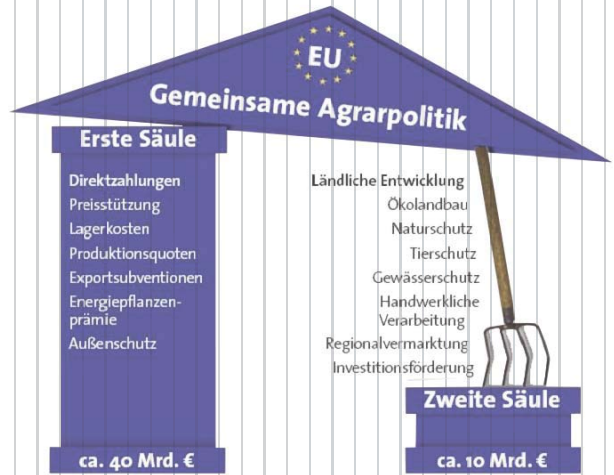 EU
Gemeinsame Agrarpolitik
Erste Säule
Direktzahlungen
Preisstützung
Lagerkosten
Produktionsquoten
Exportsubventionen
Energiepflanzen-
prämie
Außenschutz
ca. 40 Mrd. €
Ländliche Entwicklung
Ökolandbau
Naturschutz
Tierschutz
Gewässerschutz
Handwerkliche
Verarbeitung
Regionalvermarktung
Investitionsförderung
Zweite Säule
ca. 10 Mrd. €